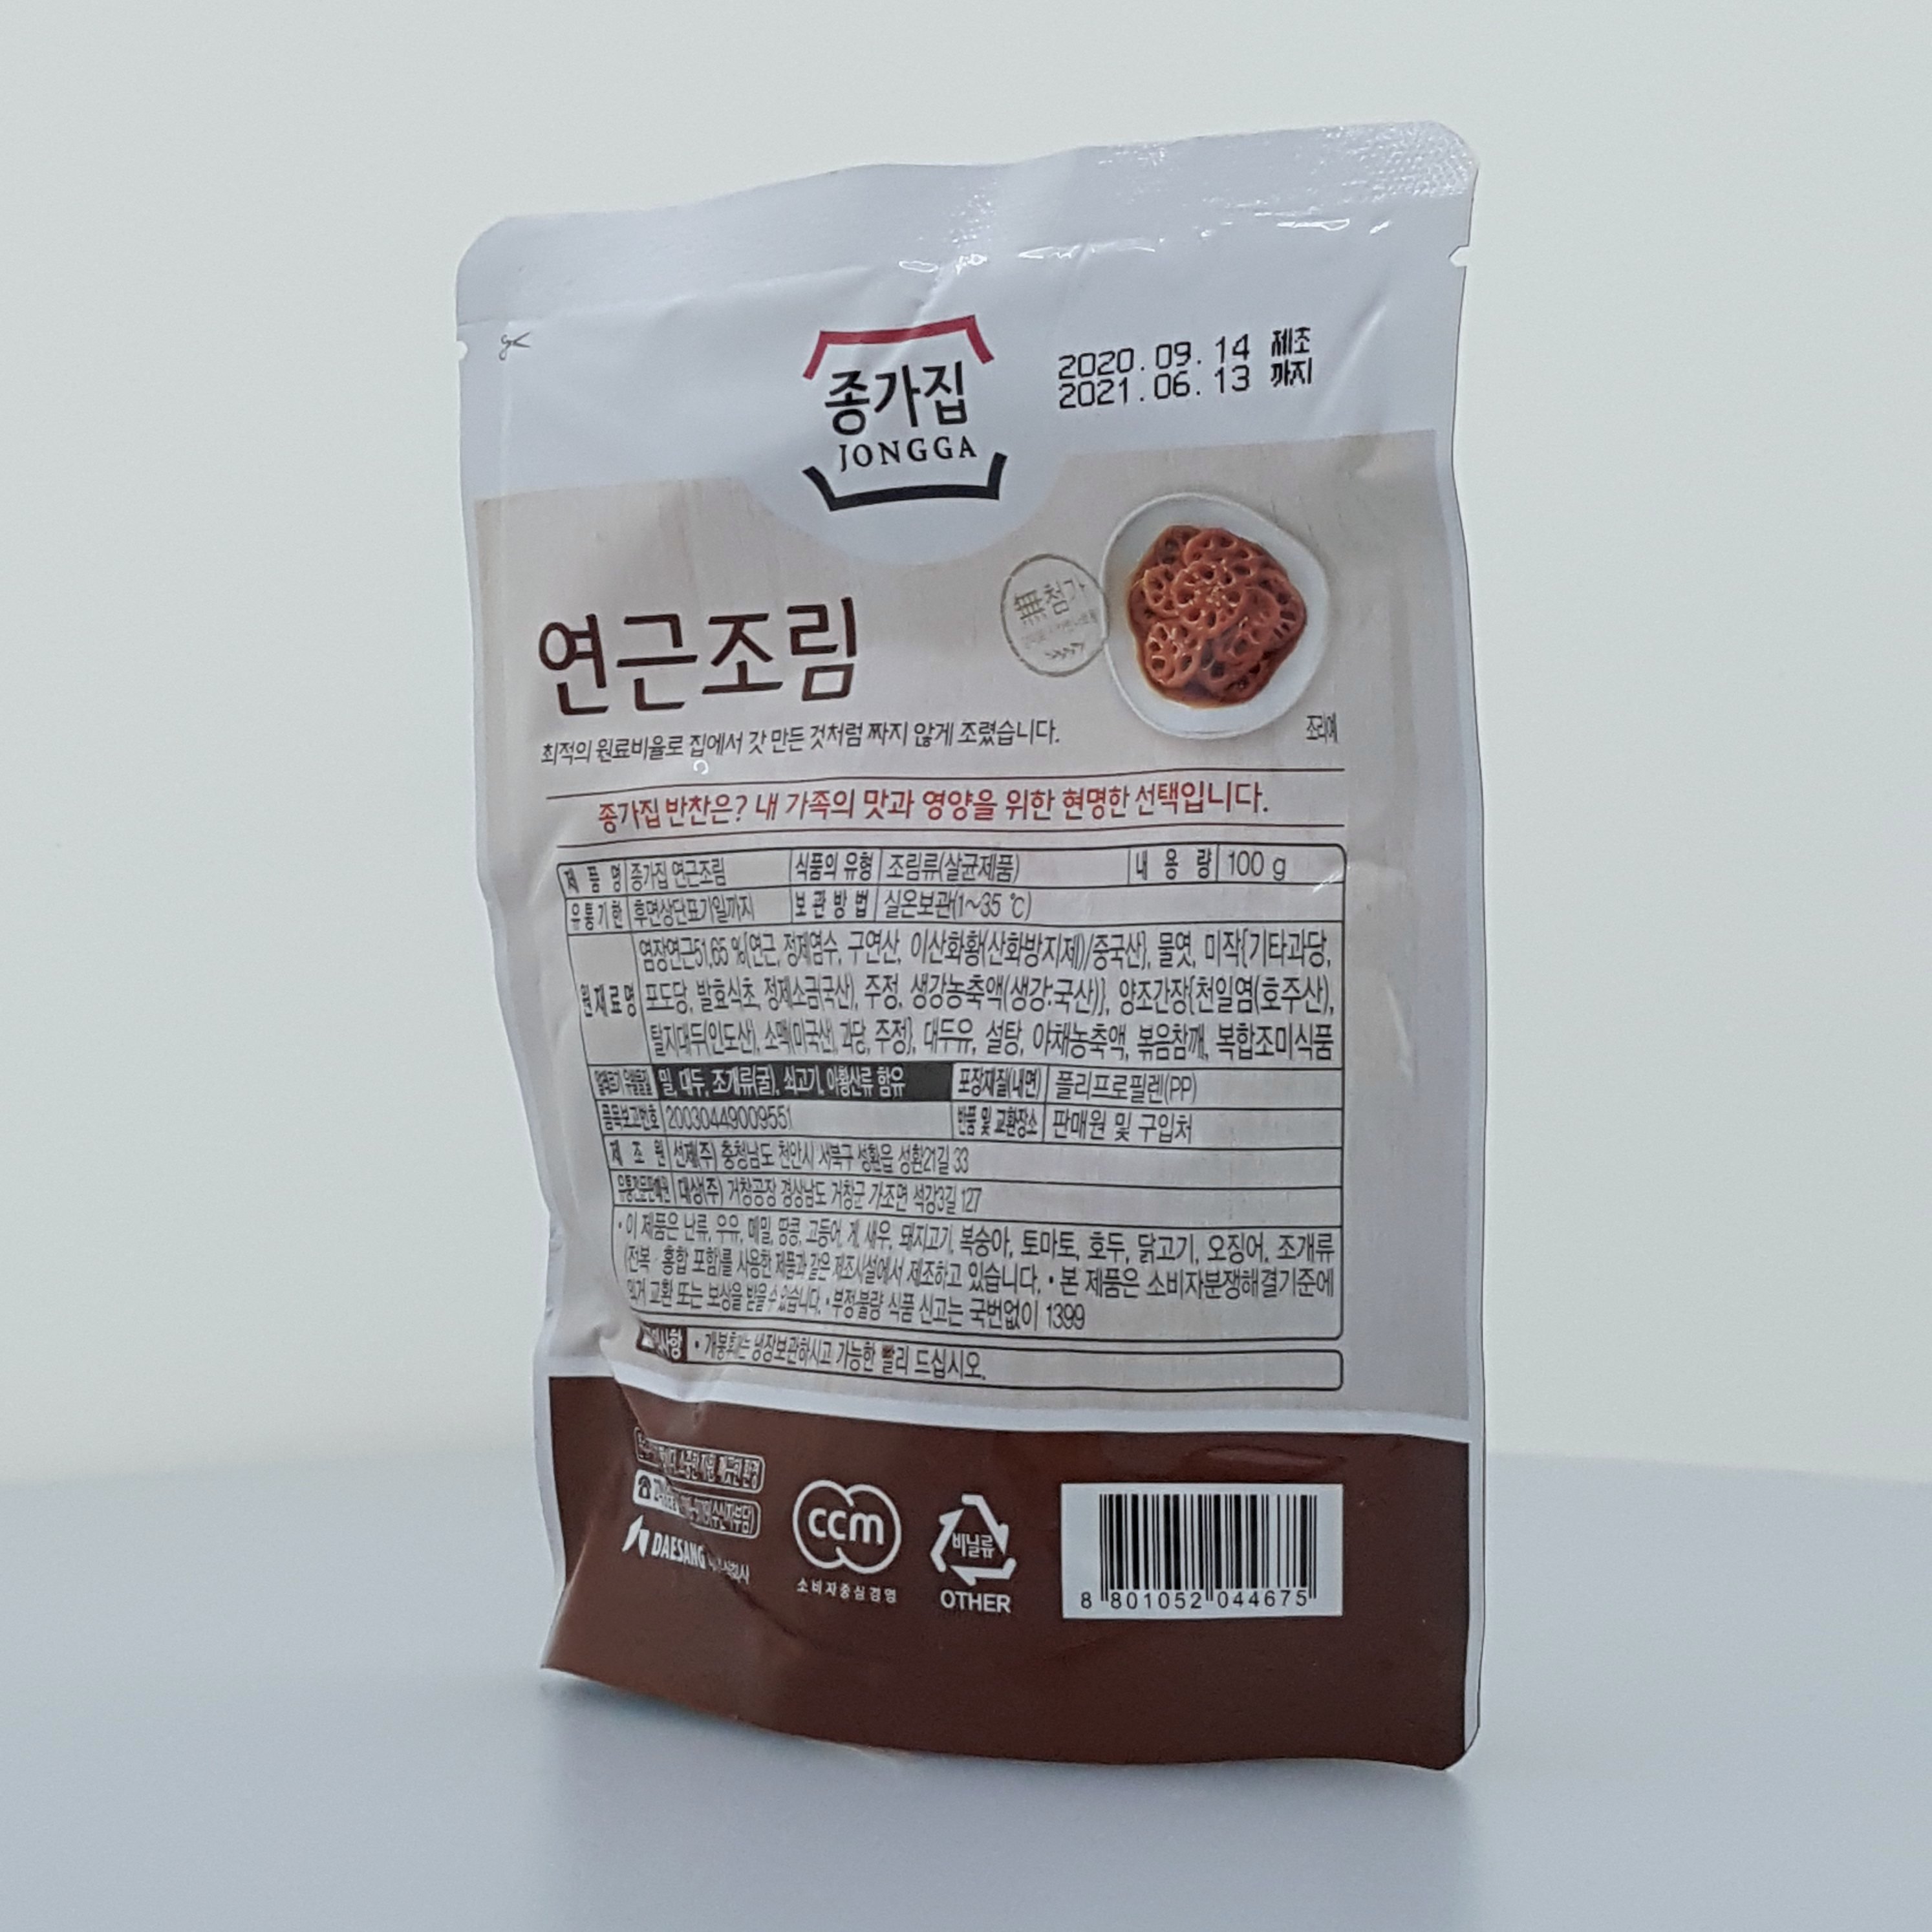 종가집
JONGGA
2020.09.14 제조
2021.06.13 까지
無첨가
연근조림
최적의 원료비율로 집에서 갓 만든 것처럼 짜지 않게 조렸습니다.
조리예
종가집 반찬은? 내 가족의 맛과 영양을 위한 현명한 선택입니다.
제품명 종가집 연근조림 식품의 유형 조림류(살균제품) 내용량 100 g
유통기한 후면상단표기일까지 보관방법 실온보관(1~35 ℃)
원재료명 염장연근51.65 %{연근, 정제염수, 구연산, 이산화황(산화방지제)/중국산}, 물엿, 미작{기타과당,
포도당, 발효식초, 정제소금(국산), 주정, 생강농축액(생강:국산)}, 양조간장{천일염(호주산),
탈지대두(인도산), 소맥(미국산), 과당, 주정}, 대두유, 설탕, 야채농축액, 볶음참깨, 복합조미식품
알레르기 유발물질 밀, 대두, 조개류(굴), 쇠고기, 아황산류 함유 포장재질(내면) 폴리프로필렌(PP)
품목보고번호 20030449009551 반품 및 교환장소 판매원 및 구입처
제조원 선제(주) 충청남도 천안시 서북구 성환읍 성환21길 33
유통전문판매원 대상(주) 거창공장 경상남도 거창군 가조면 석강3길 127
• 이 제품은 난류, 우유, 메밀, 땅콩, 고등어, 게, 새우, 돼지고기, 복숭아, 토마토, 호두, 닭고기, 오징어, 조개류
(전복 · 홍합 포함)를 사용한 제품과 같은 제조시설에서 제조하고 있습니다. • 본 제품은 소비자분쟁해결기준에
의거 교환 또는 보상을 받을 수 있습니다. • 부정·불량 식품 신고는 국번없이 1399
• 개봉후에는 냉장보관하시고 가능한 빨리 드십시오.
DAESANG
ccm
소비자중심경영
비닐류
OTHER
8 801052 044675